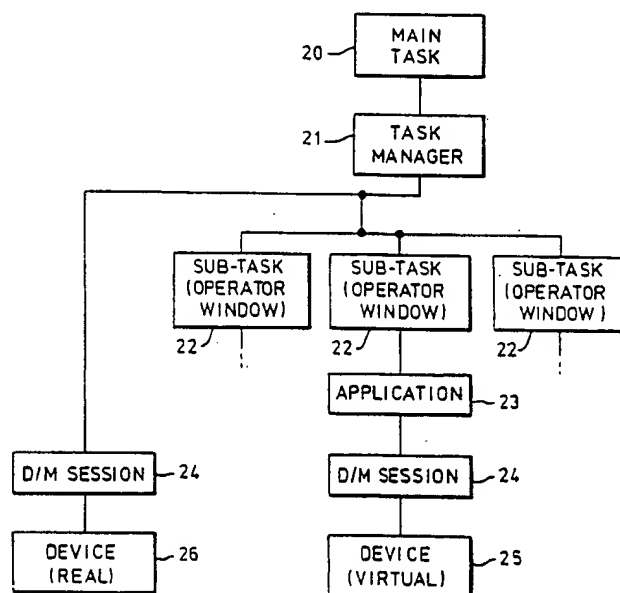 20
MAIN
TASK
21
TASK
MANAGER
SUB-TASK
(OPERATOR
WINDOW)
22
SUB-TASK
(OPERATOR
WINDOW)
22
SUB-TASK
(OPERATOR
WINDOW)
22
APPLICATION
23
D/M SESSION
24
D/M SESSION
24
DEVICE
(REAL)
26
DEVICE
(VIRTUAL)
25